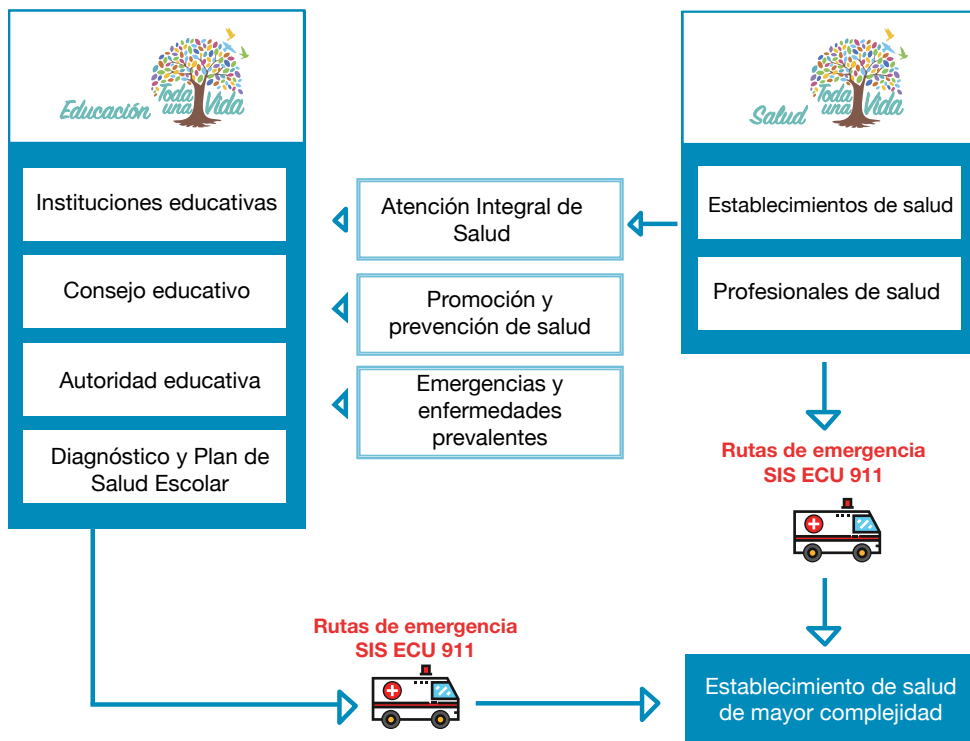 Educación
Toda
una
Vida
Instituciones educativas
Consejo educativo
Autoridad educativa
Diagnóstico y Plan de
Salud Escolar
Atención Integral de
Salud
Promoción y
prevención de salud
Emergencias y
enfermedades
prevalentes
Salud
Toda
una
Vida
Establecimientos de salud
Profesionales de salud
Rutas de emergencia
SIS ECU 911
Rutas de emergencia
SIS ECU 911
Establecimiento de salud
de mayor complejidad